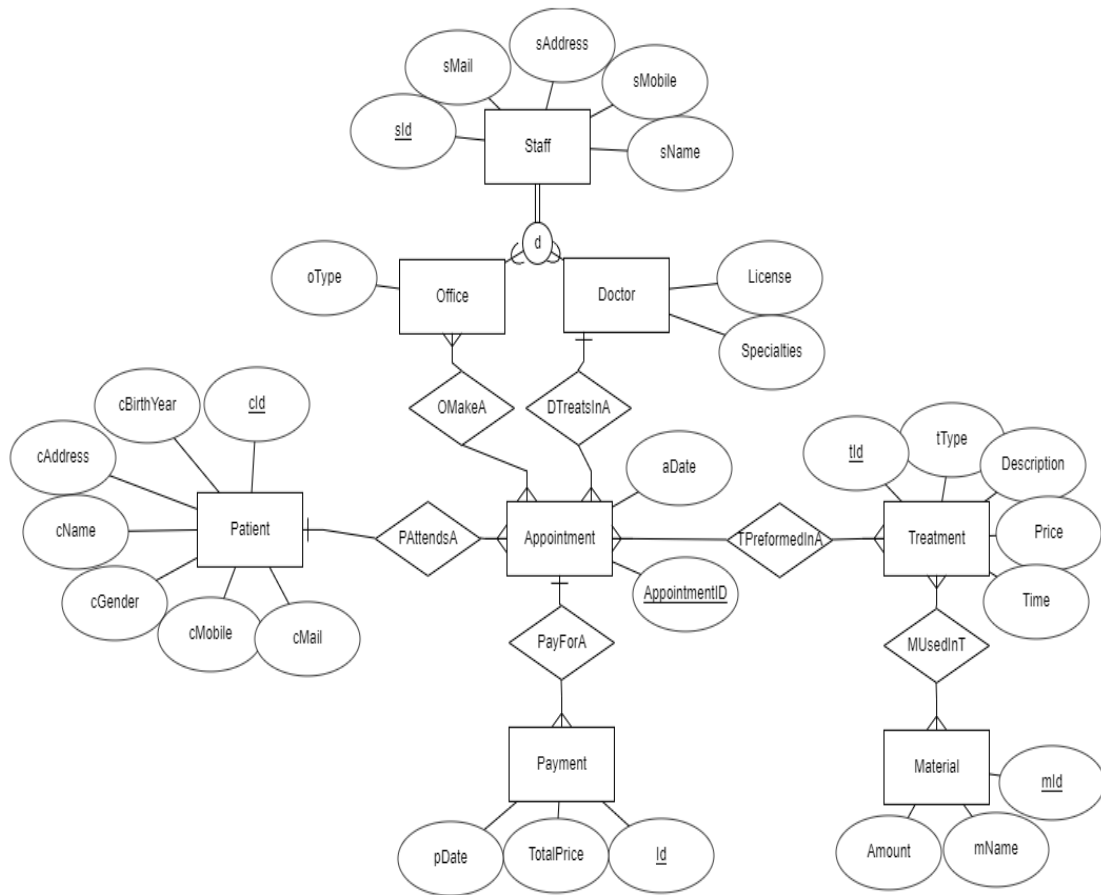 sAddress
sMail
sMobile
sId
Staff
sName
d
oType
Office
Doctor
License
Specialties
cBirthYear
cId
OMakeA
DTreatsInA
cAddress
aDate
tId
tType
Description
cName
Patient
PAttendsA
Appointment
TPreformedInA
Treatment
Price
cGender
cMobile
cMail
AppointmentID
Time
PayForA
MUsedInT
Payment
Material
mId
pDate
TotalPrice
Id
Amount
mName